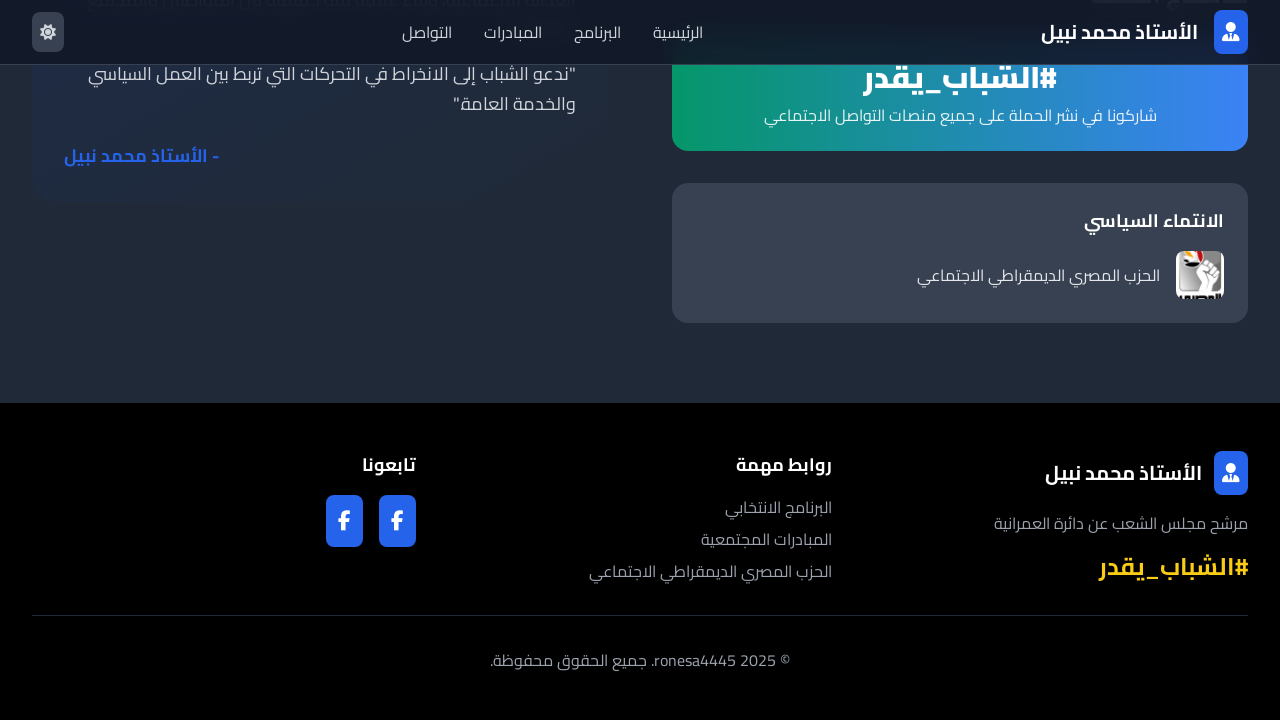 الأستاذ محمد نبيل
الرئيسية
البرنامج
المبادرات
التواصل
#الشباب_يقدر
شاركونا في نشر الحملة على جميع منصات التواصل الاجتماعي
"ندعو الشباب إلى الانخراط في التحركات التي تربط بين العمل السياسي
والخدمة العامة."
- الأستاذ محمد نبيل
الانتماء السياسي
الحزب المصري الديمقراطي الاجتماعي
الأستاذ محمد نبيل
مرشح مجلس الشعب عن دائرة العمرانية
#الشباب_يقدر
روابط مهمة
البرنامج الانتخابي
المبادرات المجتمعية
الحزب المصري الديمقراطي الاجتماعي
تابعونا
© 2025 ronesa4445. جميع الحقوق محفوظة.